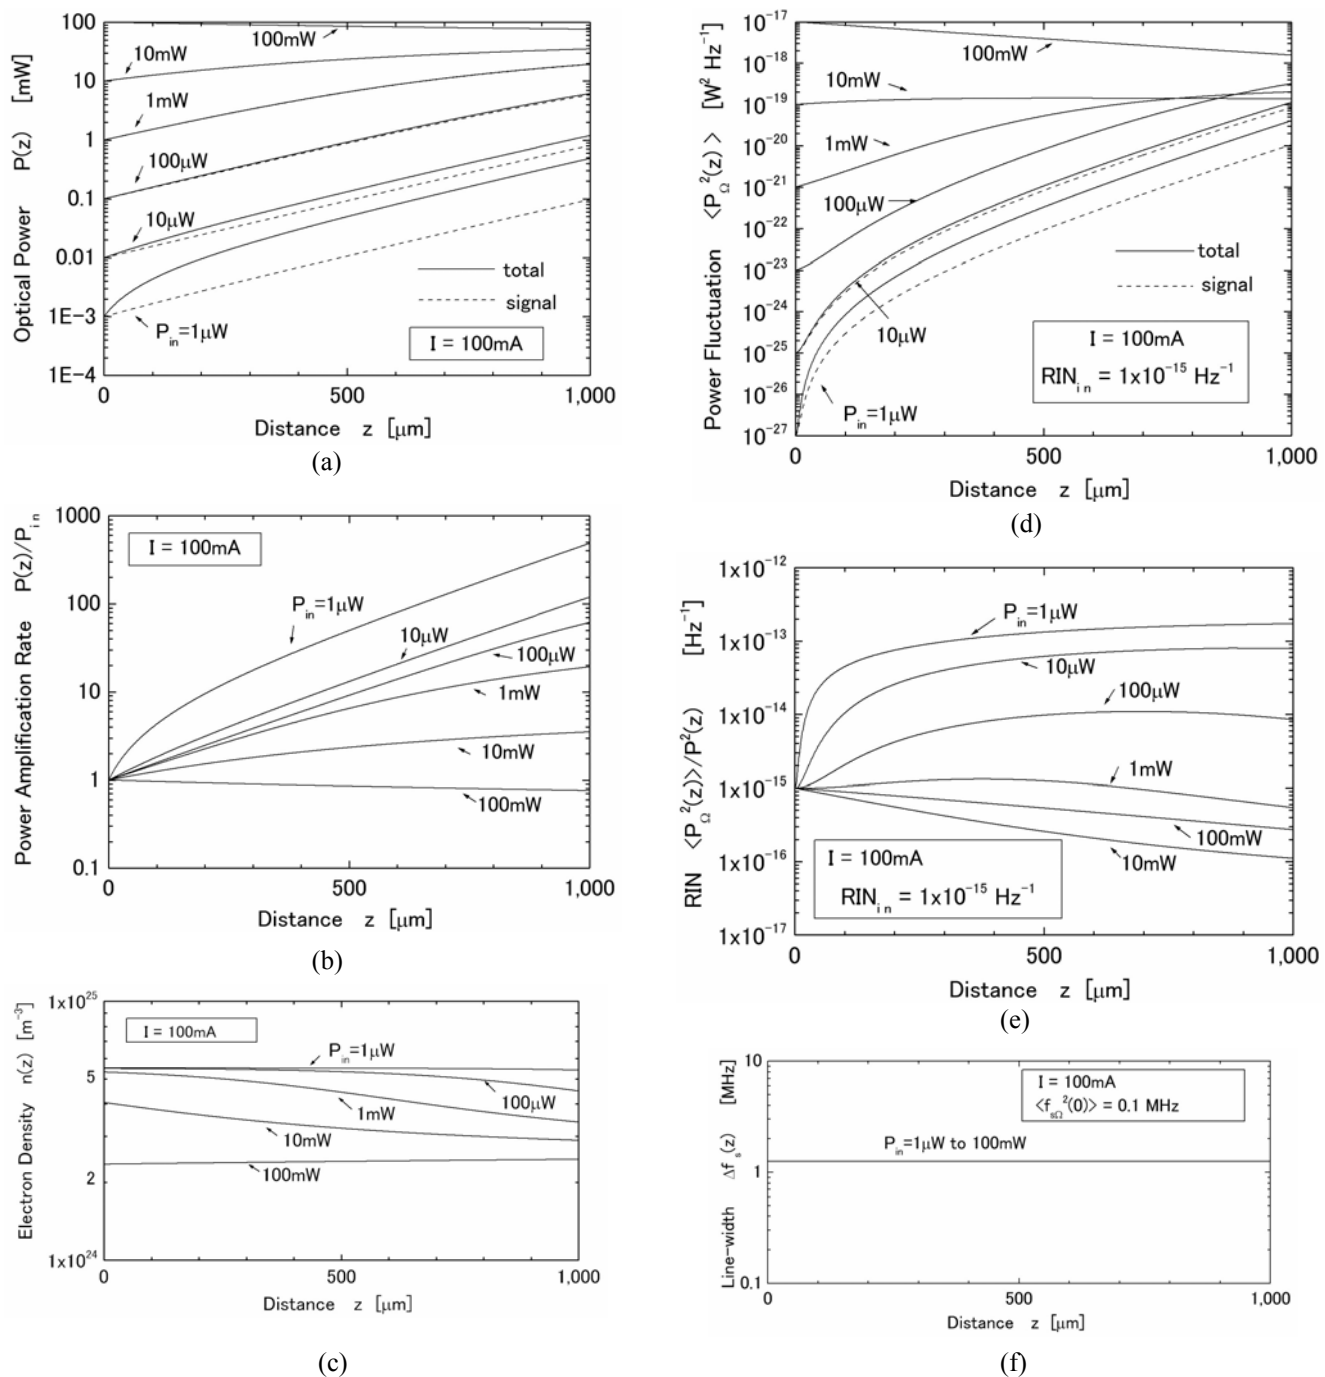 100
10
1
0.1
0.01
1E-3
1E-4
0
500
1,000
Optical Power P(z) [mW]
Distance z [μm]
100mW
10mW
1mW
100μW
10μW
P_in=1μW
total
signal
I = 100mA
(a)
1000
100
10
1
0.1
0
500
1,000
Power Amplification Rate P(z)/P_in
Distance z [μm]
I = 100mA
P_in=1μW
10μW
100μW
1mW
10mW
100mW
(b)
1x10^25
5
2
1x10^24
0
500
1,000
Electron Density n(z) [m^-3]
Distance z [μm]
I = 100mA
P_in=1μW
100μW
1mW
10mW
100mW
(c)
10^-17
10^-18
10^-19
10^-20
10^-21
10^-22
10^-23
10^-24
10^-25
10^-26
10^-27
0
500
1,000
Power Fluctuation <P_Ω^2(z)> [W^2 Hz^-1]
Distance z [μm]
100mW
10mW
1mW
100μW
10μW
P_in=1μW
total
signal
I = 100mA
RIN_in = 1x10^-15 Hz^-1
(d)
1x10^-12
1x10^-13
1x10^-14
1x10^-15
1x10^-16
1x10^-17
0
500
1,000
RIN <P_Ω^2(z)>/P^2(z) [Hz^-1]
Distance z [μm]
P_in=1μW
10μW
100μW
1mW
100mW
10mW
I = 100mA
RIN_in = 1x10^-15 Hz^-1
(e)
10
1
0.1
0
500
1,000
Line-width Δf_s(z) [MHz]
Distance z [μm]
I = 100mA
<f_sΩ^2(0)> = 0.1 MHz
P_in=1μW to 100mW
(f)